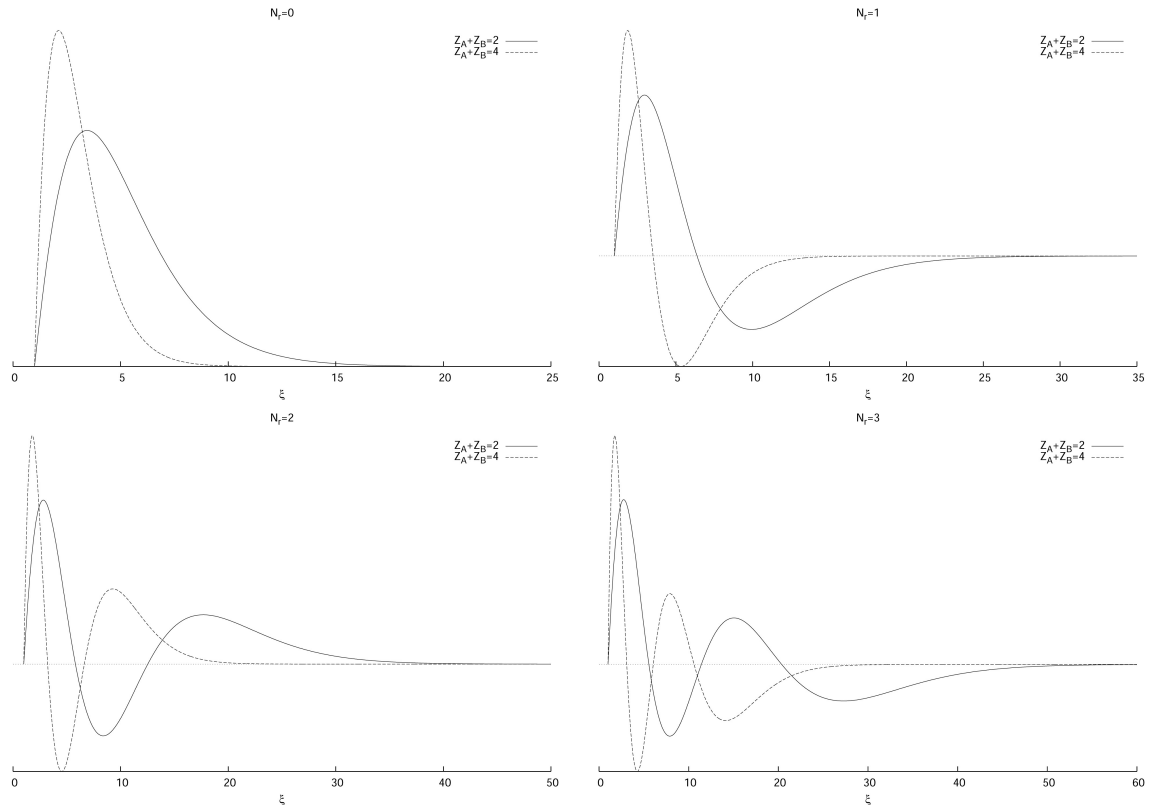 N_r=0
Z_A+Z_B=2
Z_A+Z_B=4
0 5 10 15 20 25
ξ
N_r=1
Z_A+Z_B=2
Z_A+Z_B=4
0 5 10 15 20 25 30 35
ξ
N_r=2
Z_A+Z_B=2
Z_A+Z_B=4
0 10 20 30 40 50
ξ
N_r=3
Z_A+Z_B=2
Z_A+Z_B=4
0 10 20 30 40 50 60
ξ